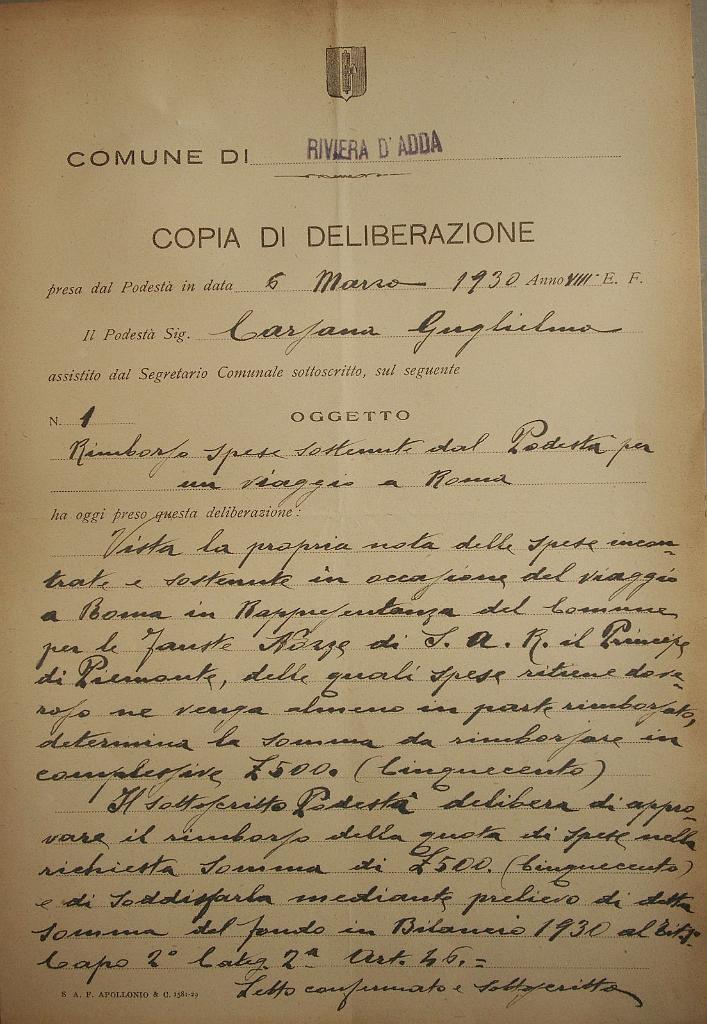 COMUNE DI RIVIERA D'ADDA
COPIA DI DELIBERAZIONE
presa dal Podestà in data 6 Marzo 1930 Anno VIII E. F.
Il Podestà Sig. Carsana Guglielmo
assistito dal Segretario Comunale sottoscritto, sul seguente
N. 1 OGGETTO
Rimborso spese sostenute dal Podestà per
un viaggio a Roma
ha oggi preso questa deliberazione:
Vista la propria nota delle spese incon-
trate e sostenute in occasione del viaggio
a Roma in Rappresentanza del Comune
per le fauste Nozze di S. A. R. il Principe
di Piemonte, delle quali spese ritiene dove-
roso ne venga almeno in parte rimborsato,
determina la somma da rimborsare in
complessive £500. (Cinquecento)
Il sottoscritto Podestà delibera di appro-
vare il rimborso della quota di spese nella
richiesta somma di £500. (Cinquecento)
e di soddisfarla mediante prelievo di detta
somma del fondo in Bilancio 1930 al Tit. I°
Capo 2° Categ. 2ª Art. 46. =
S. A. F. APOLLONIO & C. 1581-29
Letto confermato e sottoscritto